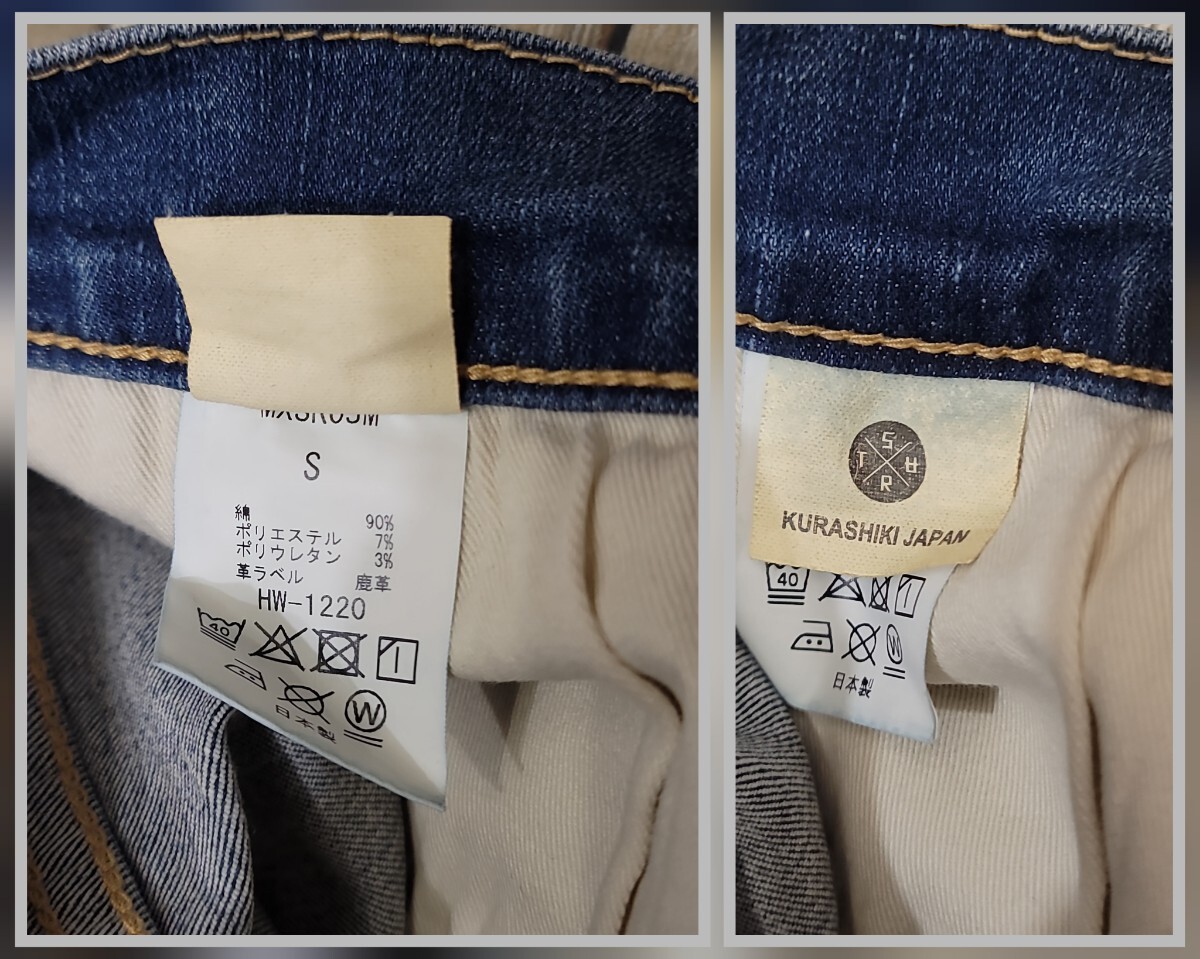 S
綿 90%
ポリエステル 7%
ポリウレタン 3%
革ラベル 鹿革
HW-1220
40
W
日本製
S
T H
R
KURASHIKI JAPAN
40
W
日本製